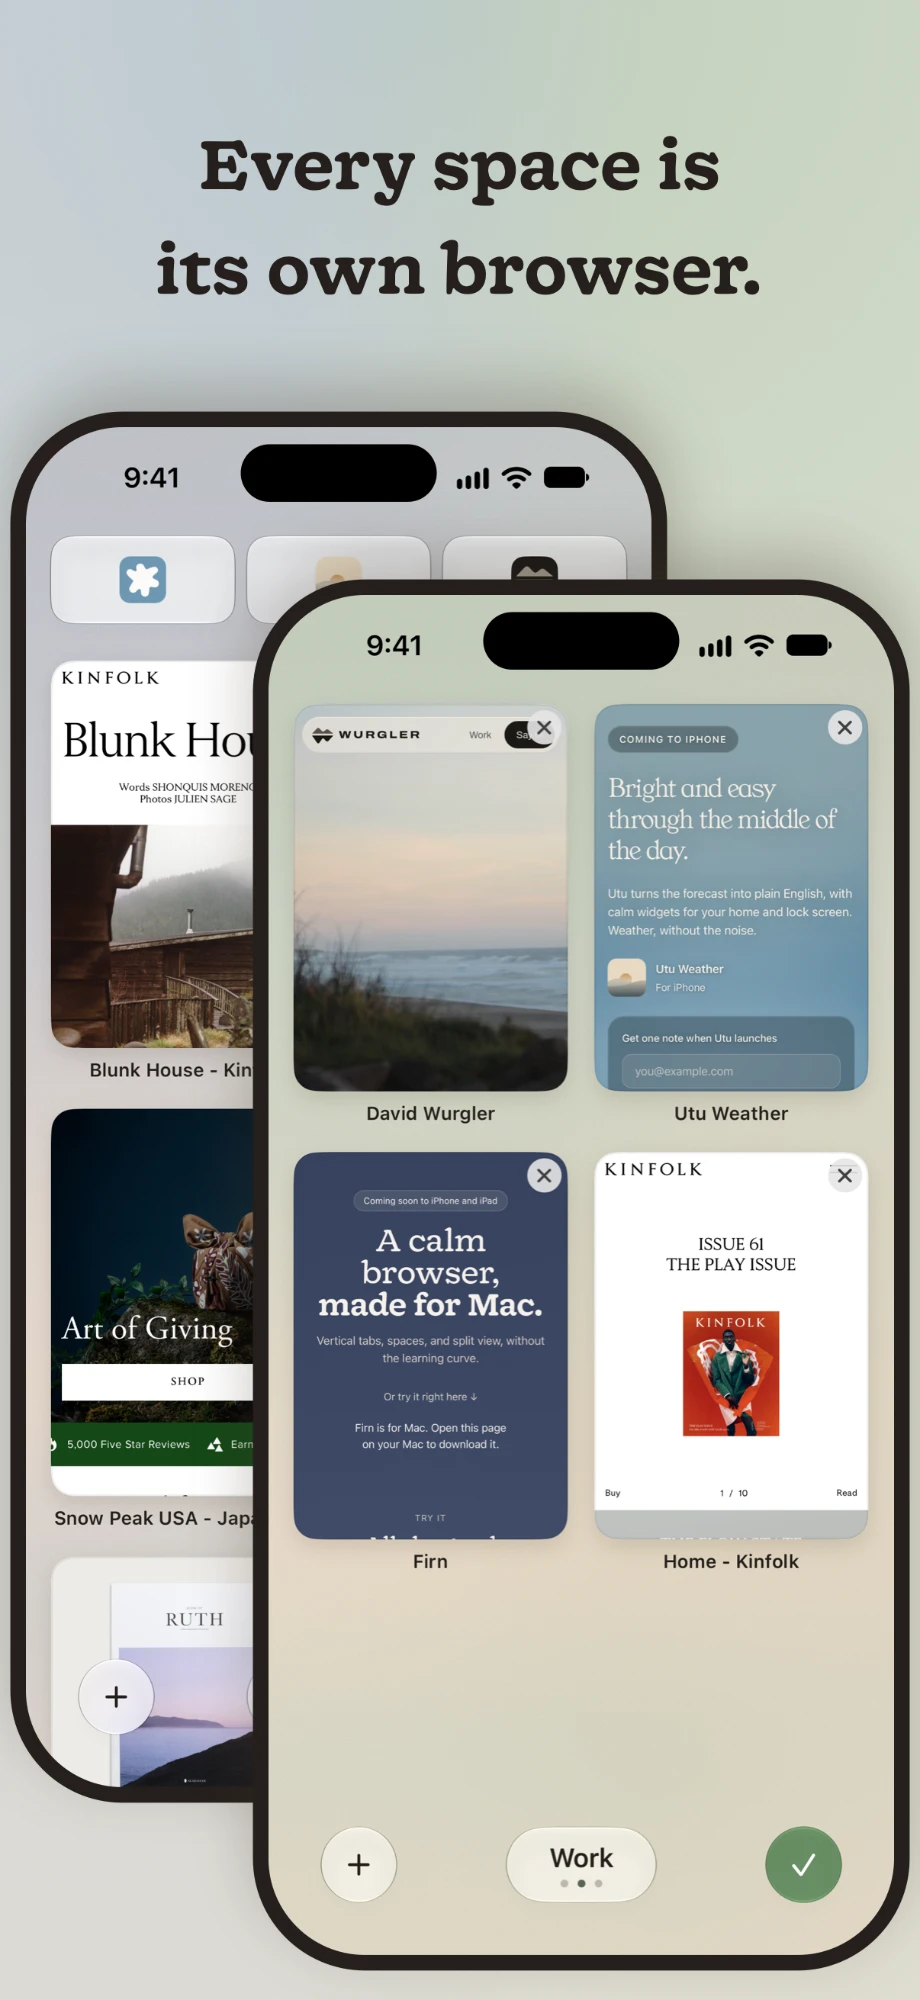 Every space is
its own browser.
9:41
KINFOLK
Blunk
Words SHONQUIS
Photos JULIEN SAGE
Blunk House -
Art of Giving
SHOP
5,000 Five Star Reviews
Snow Peak USA -
RUTH
9:41
WURGLER
Work
David Wurgler
COMING TO IPHONE
Bright and easy
through the middle of
the day.
Utu turns the forecast into plain English, with
calm widgets for your home and lock screen.
Weather, without the noise.
Utu Weather
For iPhone
Get one note when Utu launches
you@example.com
Utu Weather
Coming soon to iPhone and iPad
A calm
browser,
made for Mac.
Vertical tabs, spaces, and split view, without
the learning curve.
Or try it right here ↓
Firn is for Mac. Open this page
on your Mac to download it.
TRY IT
Firn
KINFOLK
ISSUE 61
THE PLAY ISSUE
KINFOLK
Buy
1 / 10
Read
Home - Kinfolk
Work